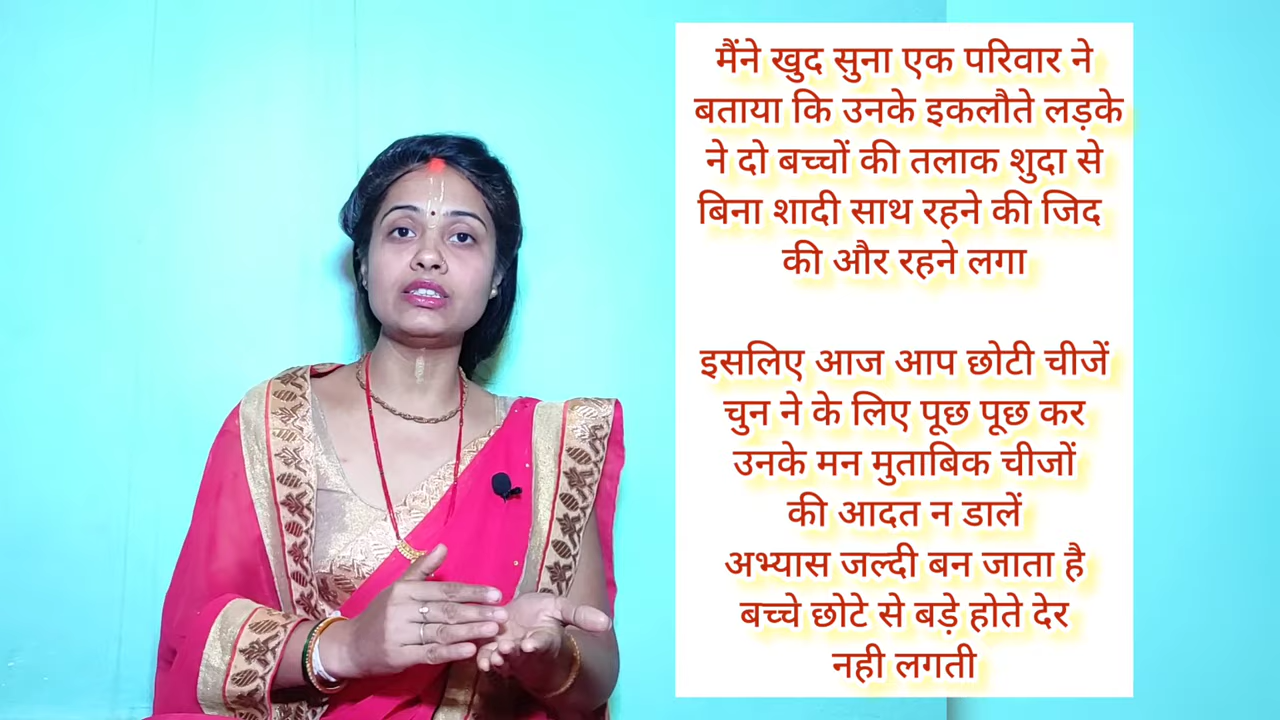 मैंने खुद सुना एक परिवार ने
बताया कि उनके इकलौते लड़के
ने दो बच्चों की तलाक शुदा से
बिना शादी साथ रहने की जिद
की और रहने लगा
इसलिए आज आप छोटी चीजें
चुन ने के लिए पूछ पूछ कर
उनके मन मुताबिक चीजों
की आदत न डालें
अभ्यास जल्दी बन जाता है
बच्चे छोटे से बड़े होते देर
नही लगती